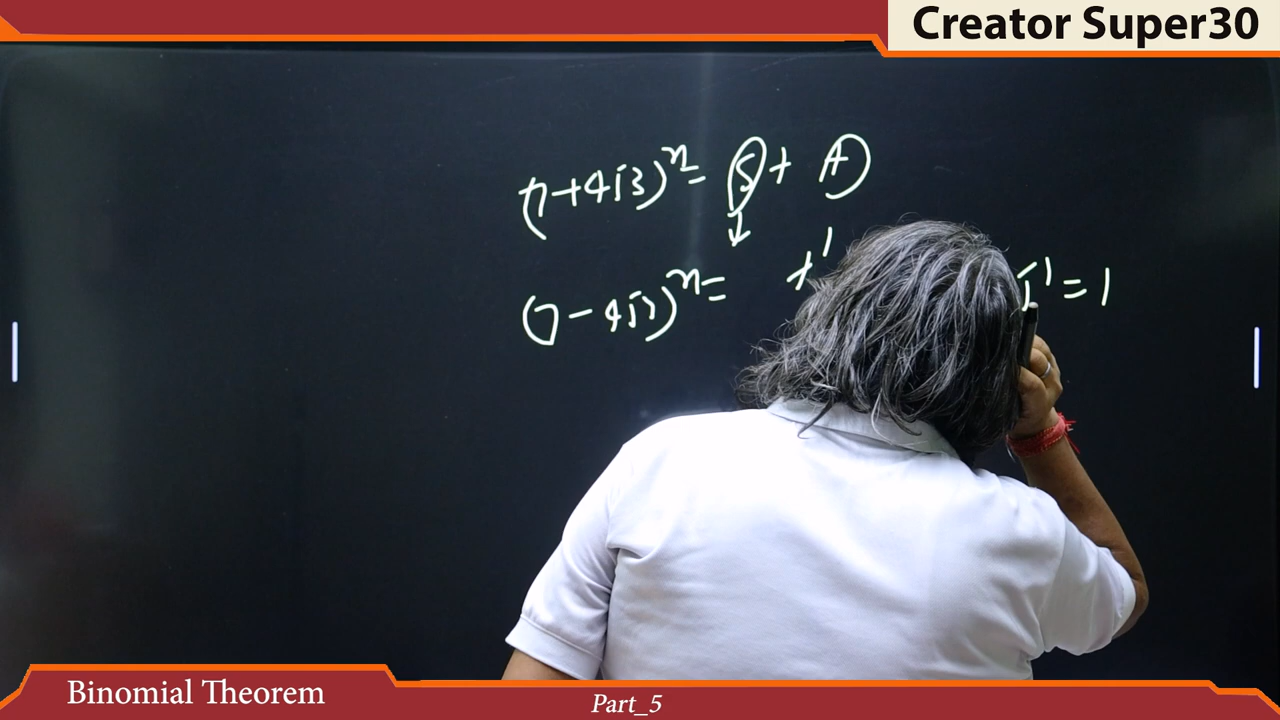 Creator Super30
(7+4√3)ⁿ = S + A
(7-4√3)ⁿ = f'
f' = 1
Binomial Theorem
Part_5